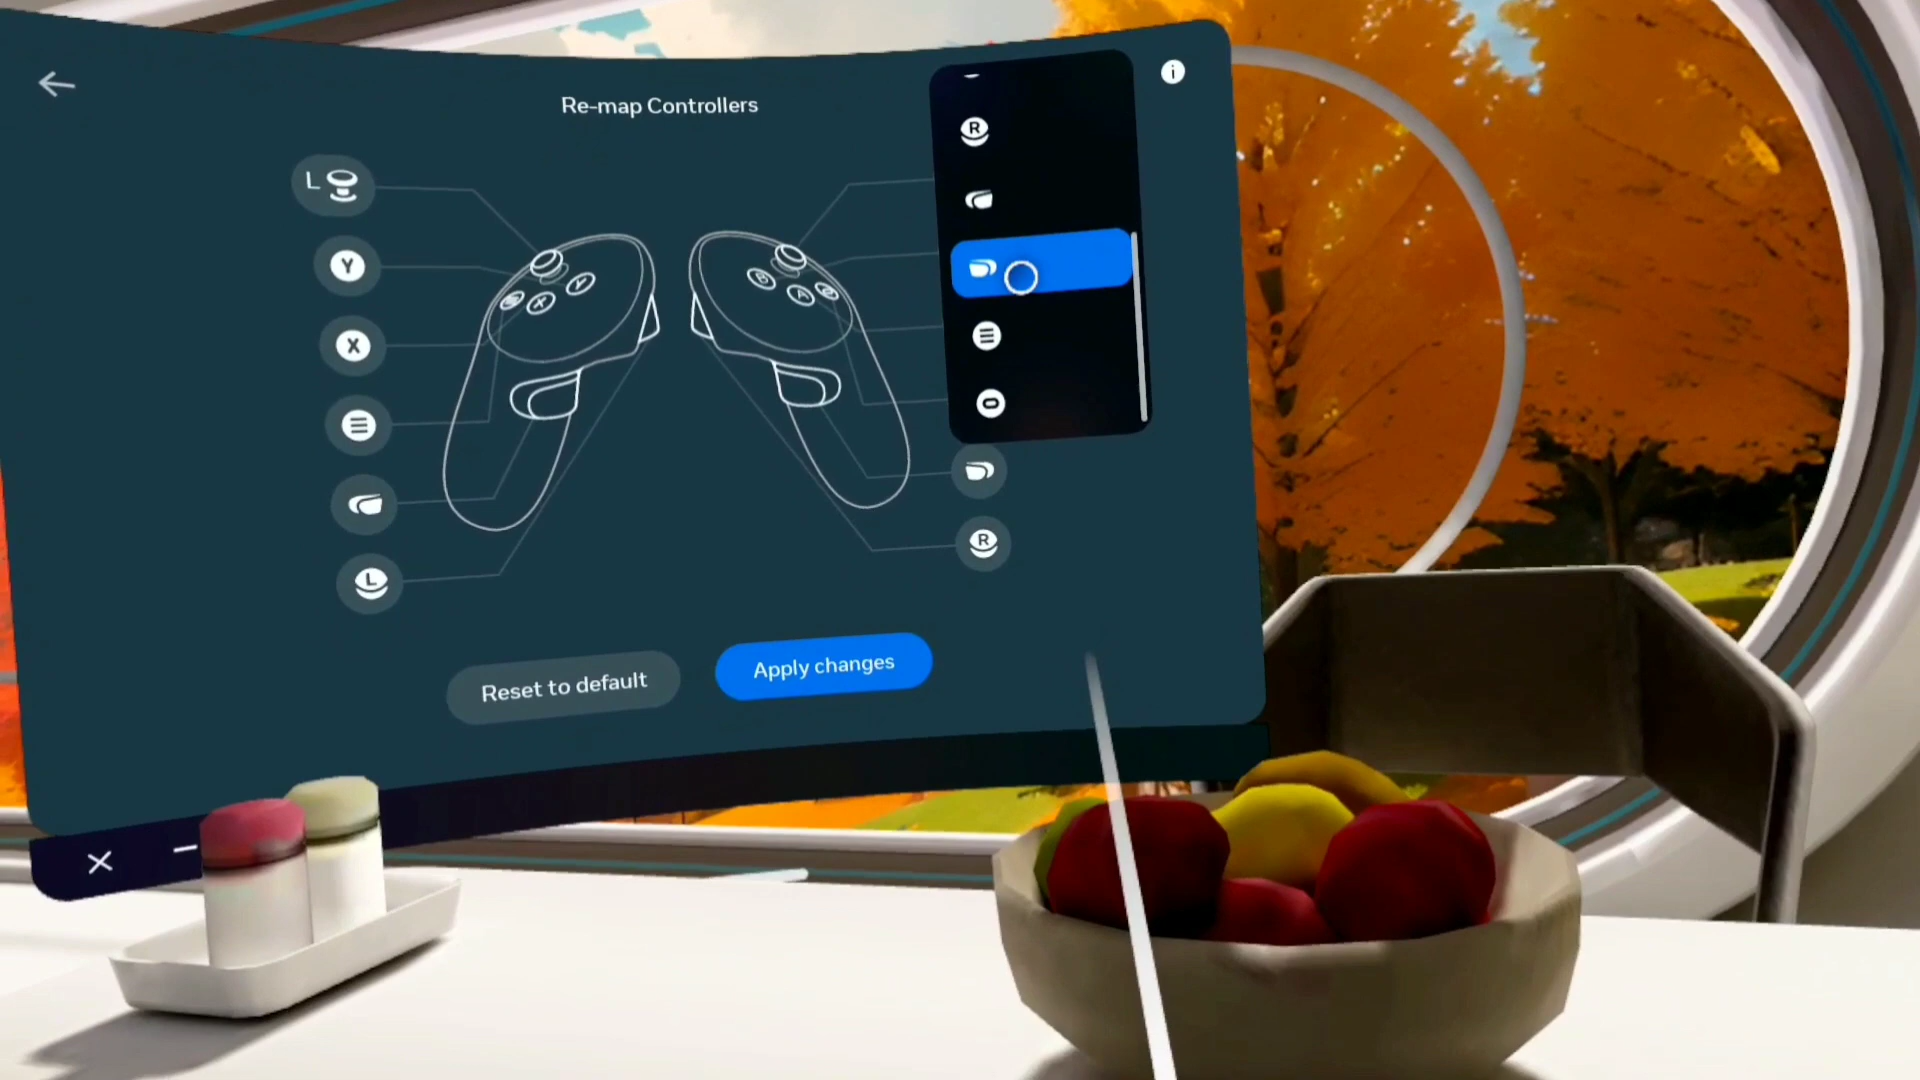 Re-map Controllers
i
R
L
Y
X
Y
X
B
A
L
R
Reset to default
Apply changes